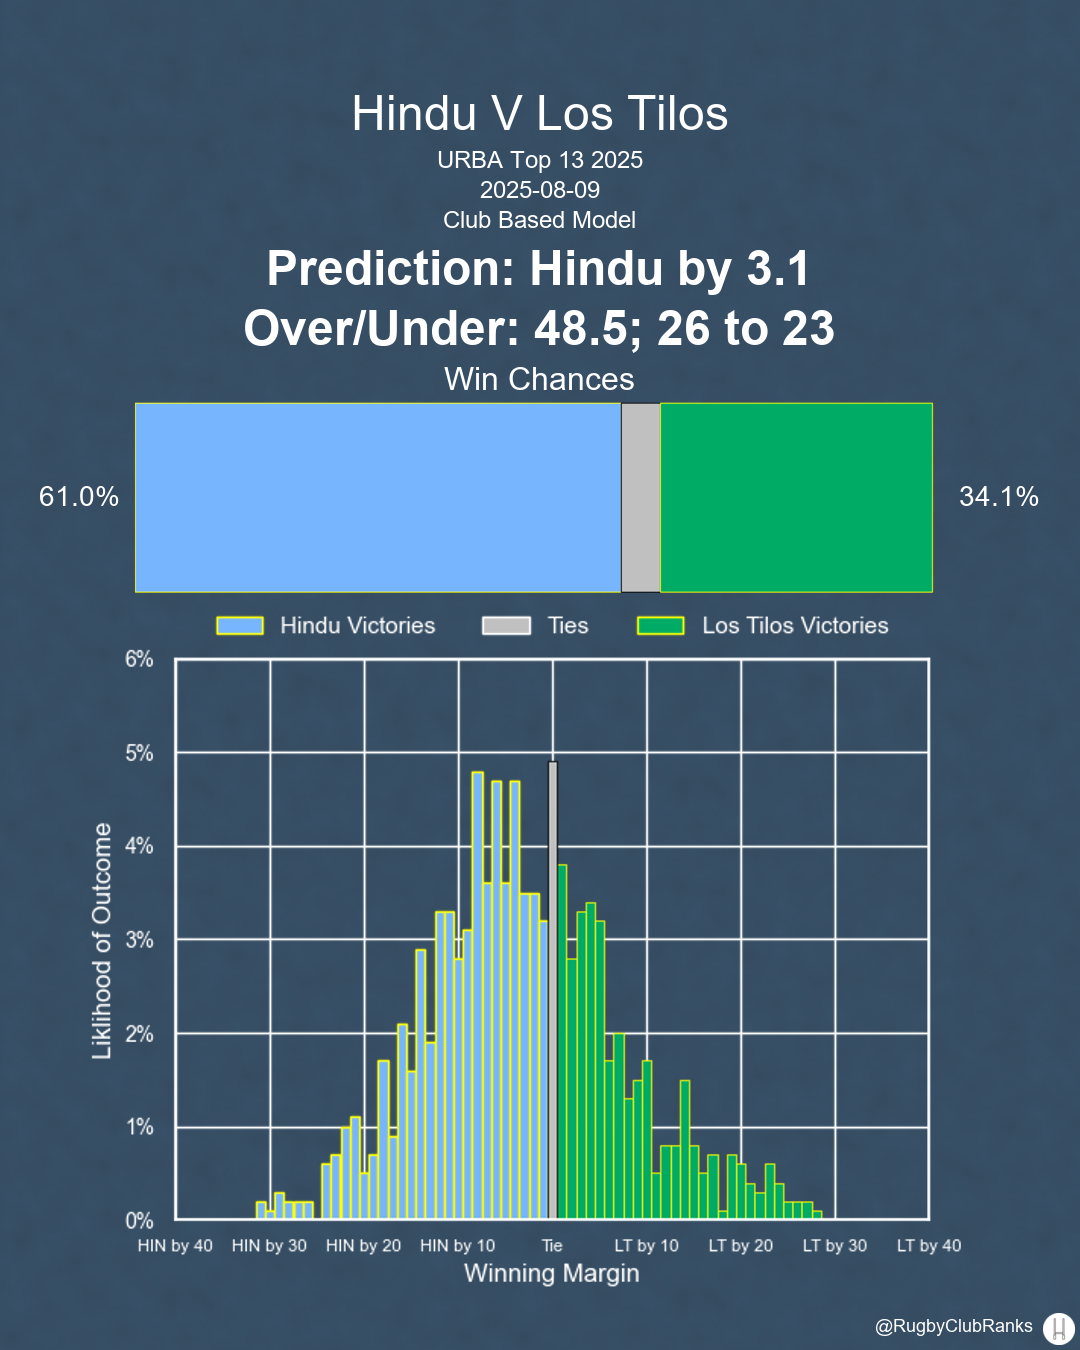 Hindu V Los Tilos
URBA Top 13 2025
2025-08-09
Club Based Model
Prediction: Hindu by 3.1
Over/Under: 48.5; 26 to 23
Win Chances
61.0%
34.1%
Hindu Victories
Ties
Los Tilos Victories
6%
5%
4%
3%
2%
1%
0%
Liklihood of Outcome
HIN by 40 HIN by 30 HIN by 20 HIN by 10 Tie LT by 10 LT by 20 LT by 30 LT by 40
Winning Margin
@RugbyClubRanks